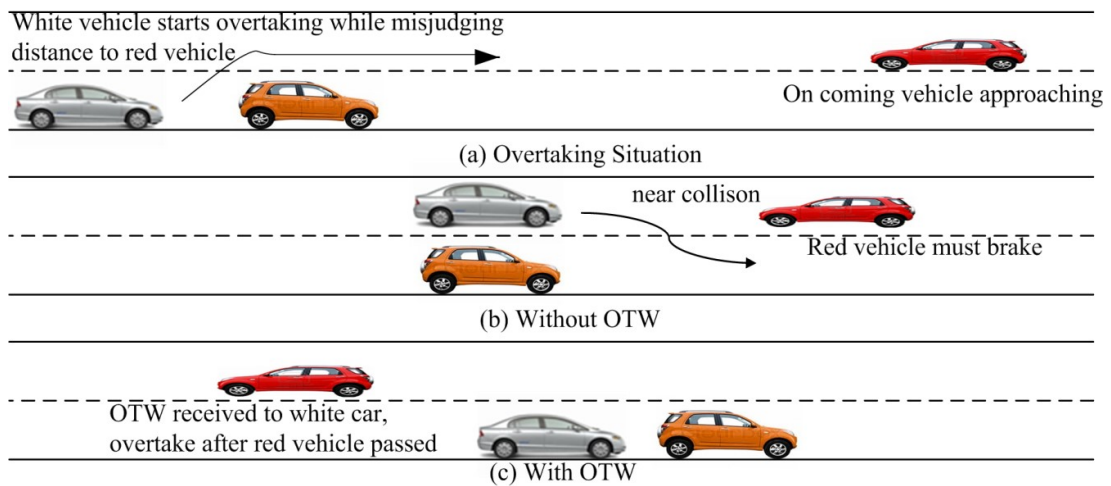 White vehicle starts overtaking while misjudging
distance to red vehicle
On coming vehicle approaching
(a) Overtaking Situation
near collison
Red vehicle must brake
(b) Without OTW
OTW received to white car,
overtake after red vehicle passed
(c) With OTW